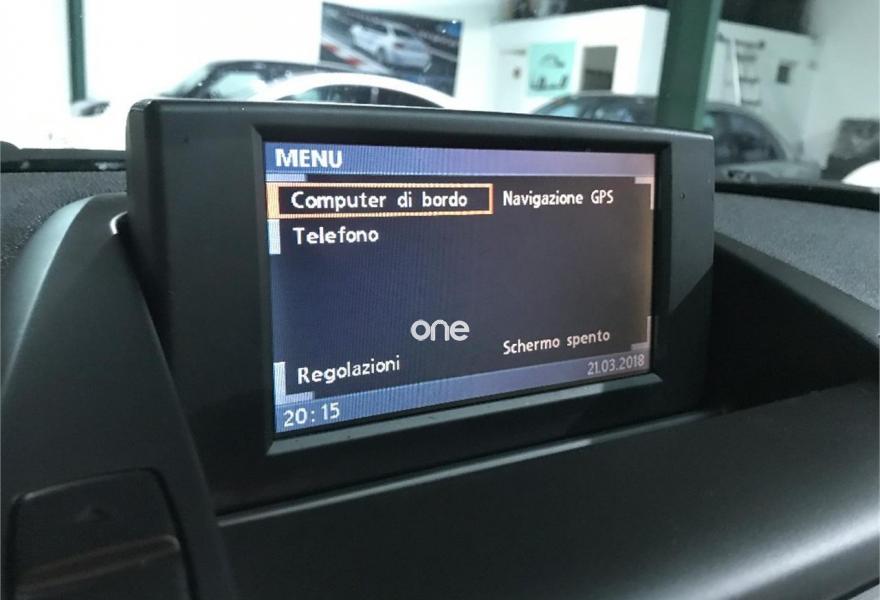 MENU
Computer di bordo
Navigazione GPS
Telefono
one
Schermo spento
Regolazioni
21.03.2018
20:15